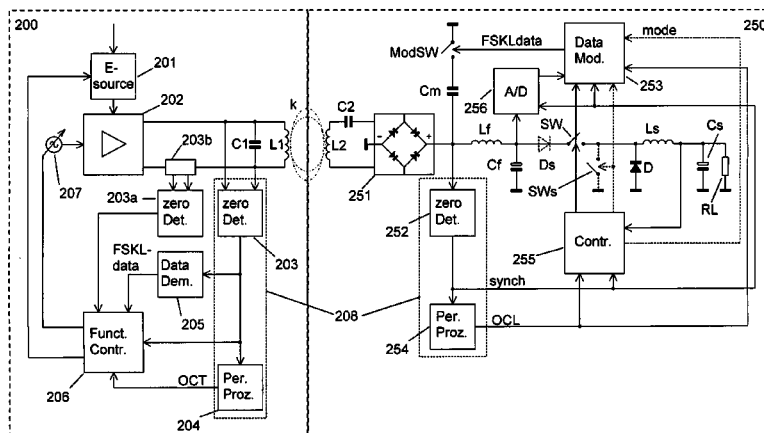 200
E-
source
201
202
207
203b
203a
zero
Det.
zero
Det.
203
C1
L1
k
FSKL-
data
Data
Dem.
205
208
Funct.
Contr.
206
OCT
Per.
Proz.
204
250
mode
ModSW
FSKLdata
Data
Mod.
253
Cm
A/D
256
C2
L2
-
+
251
Lf
Cf
Ds
SW
SWs
D
Ls
Cs
RL
zero
Det.
252
Contr.
255
synch
Per.
Proz.
254
OCL